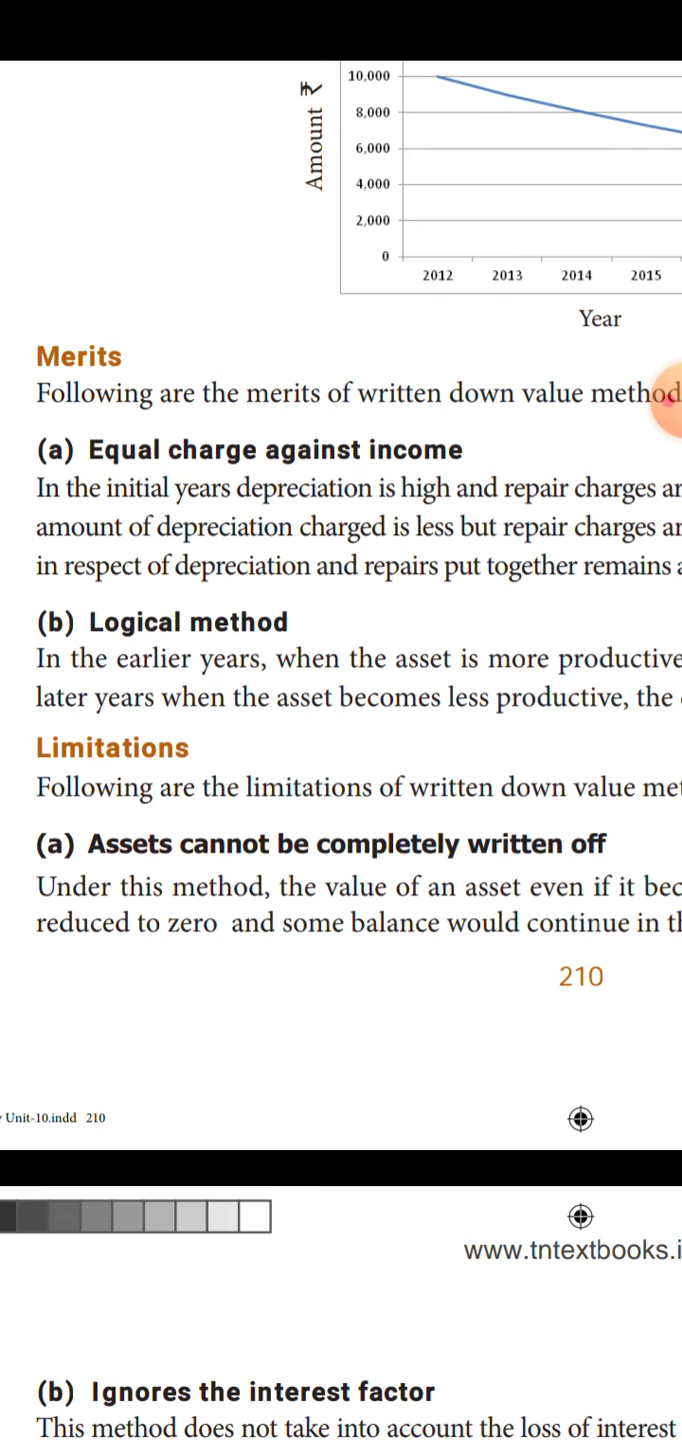 Amount ₹
10,000
8,000
6,000
4,000
2,000
0
2012 2013 2014 2015
Year
Merits
Following are the merits of written down value method
(a) Equal charge against income
In the initial years depreciation is high and repair charges ar
amount of depreciation charged is less but repair charges ar
in respect of depreciation and repairs put together remains a
(b) Logical method
In the earlier years, when the asset is more productive
later years when the asset becomes less productive, the
Limitations
Following are the limitations of written down value met
(a) Assets cannot be completely written off
Under this method, the value of an asset even if it bec
reduced to zero and some balance would continue in th
210
Unit-10.indd 210
www.tntextbooks.i
(b) Ignores the interest factor
This method does not take into account the loss of interest